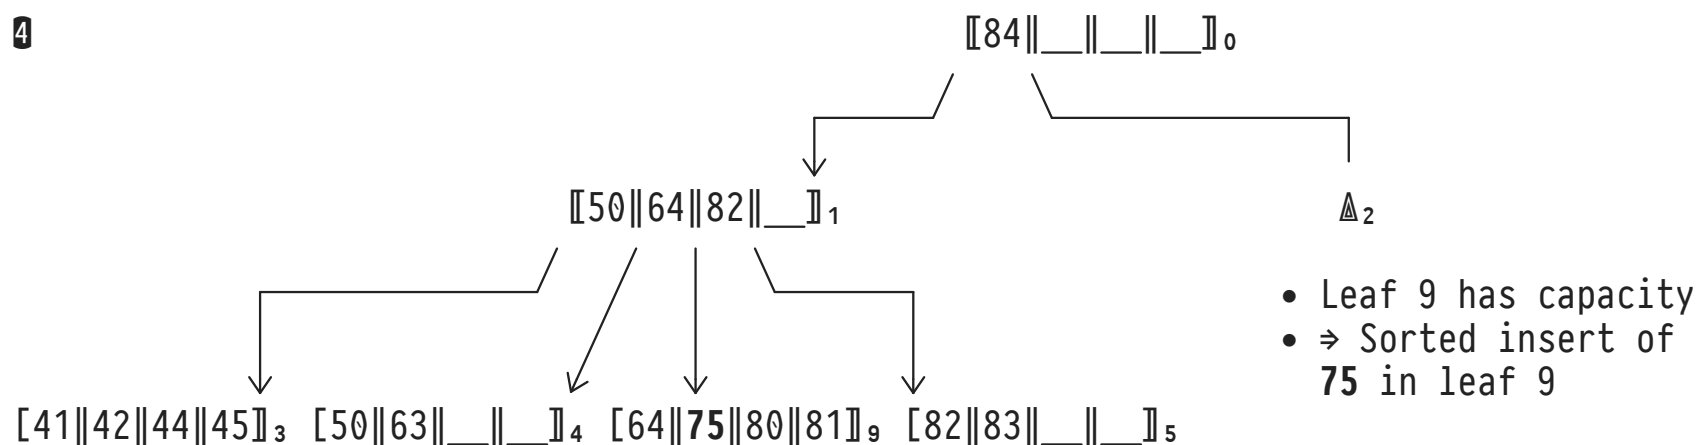 4
⟦84‖__‖__‖__⟧₀
⟦50‖64‖82‖__⟧₁
◬₂
• Leaf 9 has capacity
• ⇛ Sorted insert of
75 in leaf 9
[41‖42‖44‖45⟧₃ [50‖63‖__‖__⟧₄ [64‖75‖80‖81⟧₉ [82‖83‖__‖__⟧₅